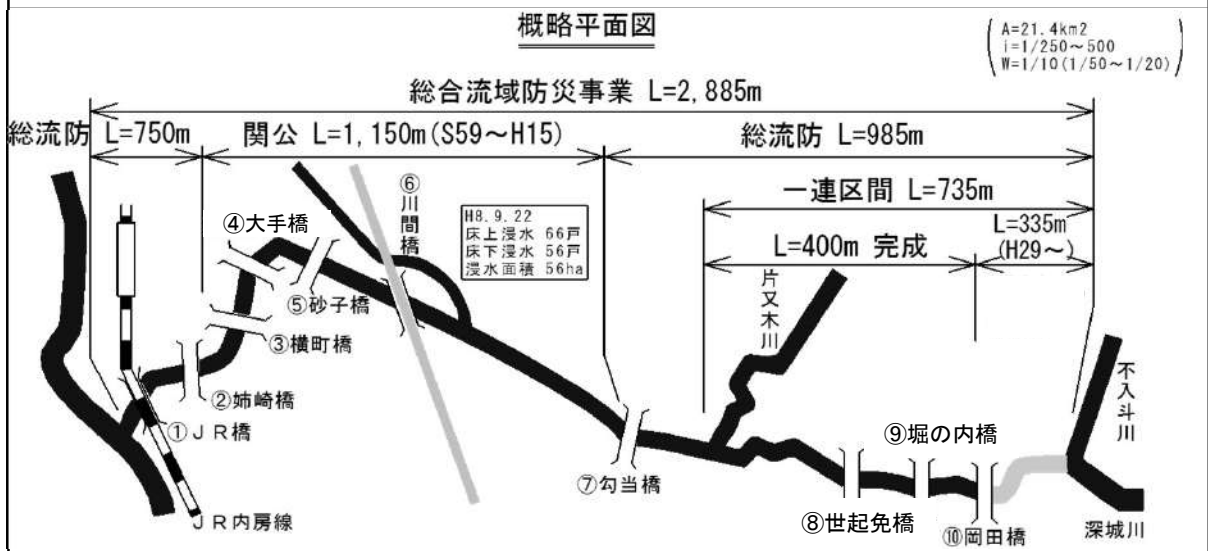 概略平面図
A=21.4km2
i=1/250～500
W=1/10(1/50～1/20)
総合流域防災事業 L=2,885m
総流防 L=750m
関公 L=1,150m(S59～H15)
総流防 L=985m
一連区間 L=735m
L=400m 完成
L=335m
(H29～)
H8.9.22
床上浸水 66戸
床下浸水 56戸
浸水面積 56ha
④大手橋
⑥川間橋
⑤砂子橋
③横町橋
②姉崎橋
①JR橋
JR内房線
⑦勾当橋
片又木川
⑨堀の内橋
⑧世起免橋
⑩岡田橋
不入斗川
深城川